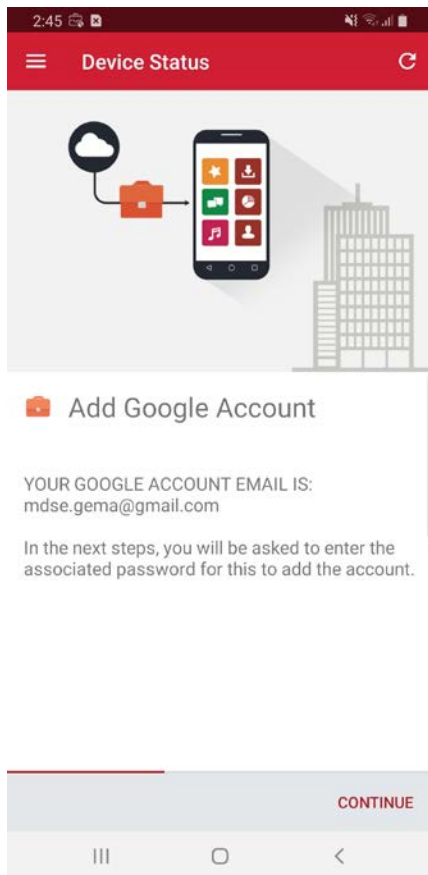 2:45
Device Status
Add Google Account
YOUR GOOGLE ACCOUNT EMAIL IS:
mdse.gema@gmail.com
In the next steps, you will be asked to enter the
associated password for this to add the account.
CONTINUE